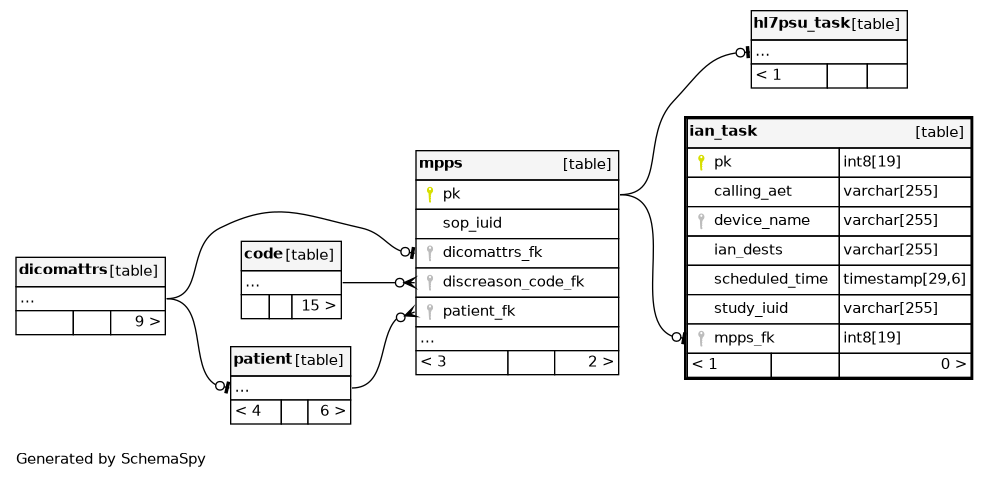 hl7psu_task [table]
...
< 1
ian_task [table]
pk int8[19]
calling_aet varchar[255]
device_name varchar[255]
ian_dests varchar[255]
scheduled_time timestamp[29,6]
study_iuid varchar[255]
mpps_fk int8[19]
< 1 0 >
mpps [table]
pk
sop_iuid
dicomattrs_fk
discreason_code_fk
patient_fk
...
< 3 2 >
code [table]
...
15 >
dicomattrs [table]
...
9 >
patient [table]
...
< 4 6 >
Generated by SchemaSpy